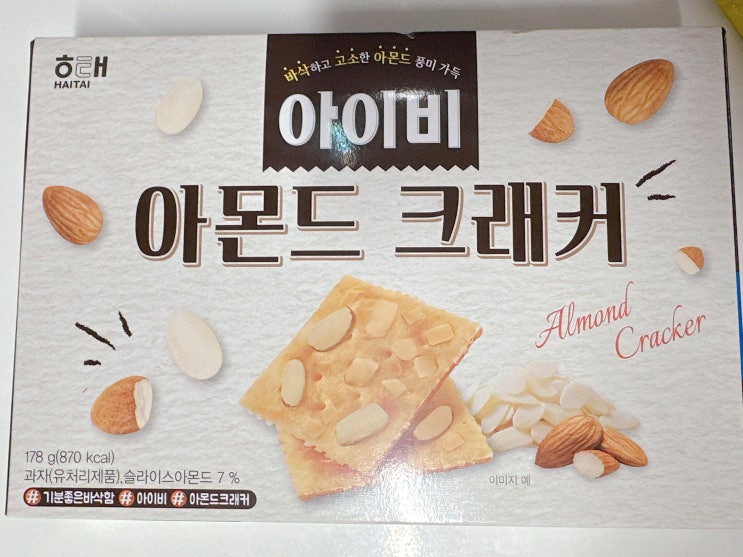 해태
HAITAI
바삭하고 고소한 아몬드 풍미 가득
아이비
아몬드 크래커
Almond
Cracker
178 g(870 kcal)
과자(유처리제품),슬라이스아몬드 7 %
이미지 예
#기분좋은바삭함 #아이비 #아몬드크래커